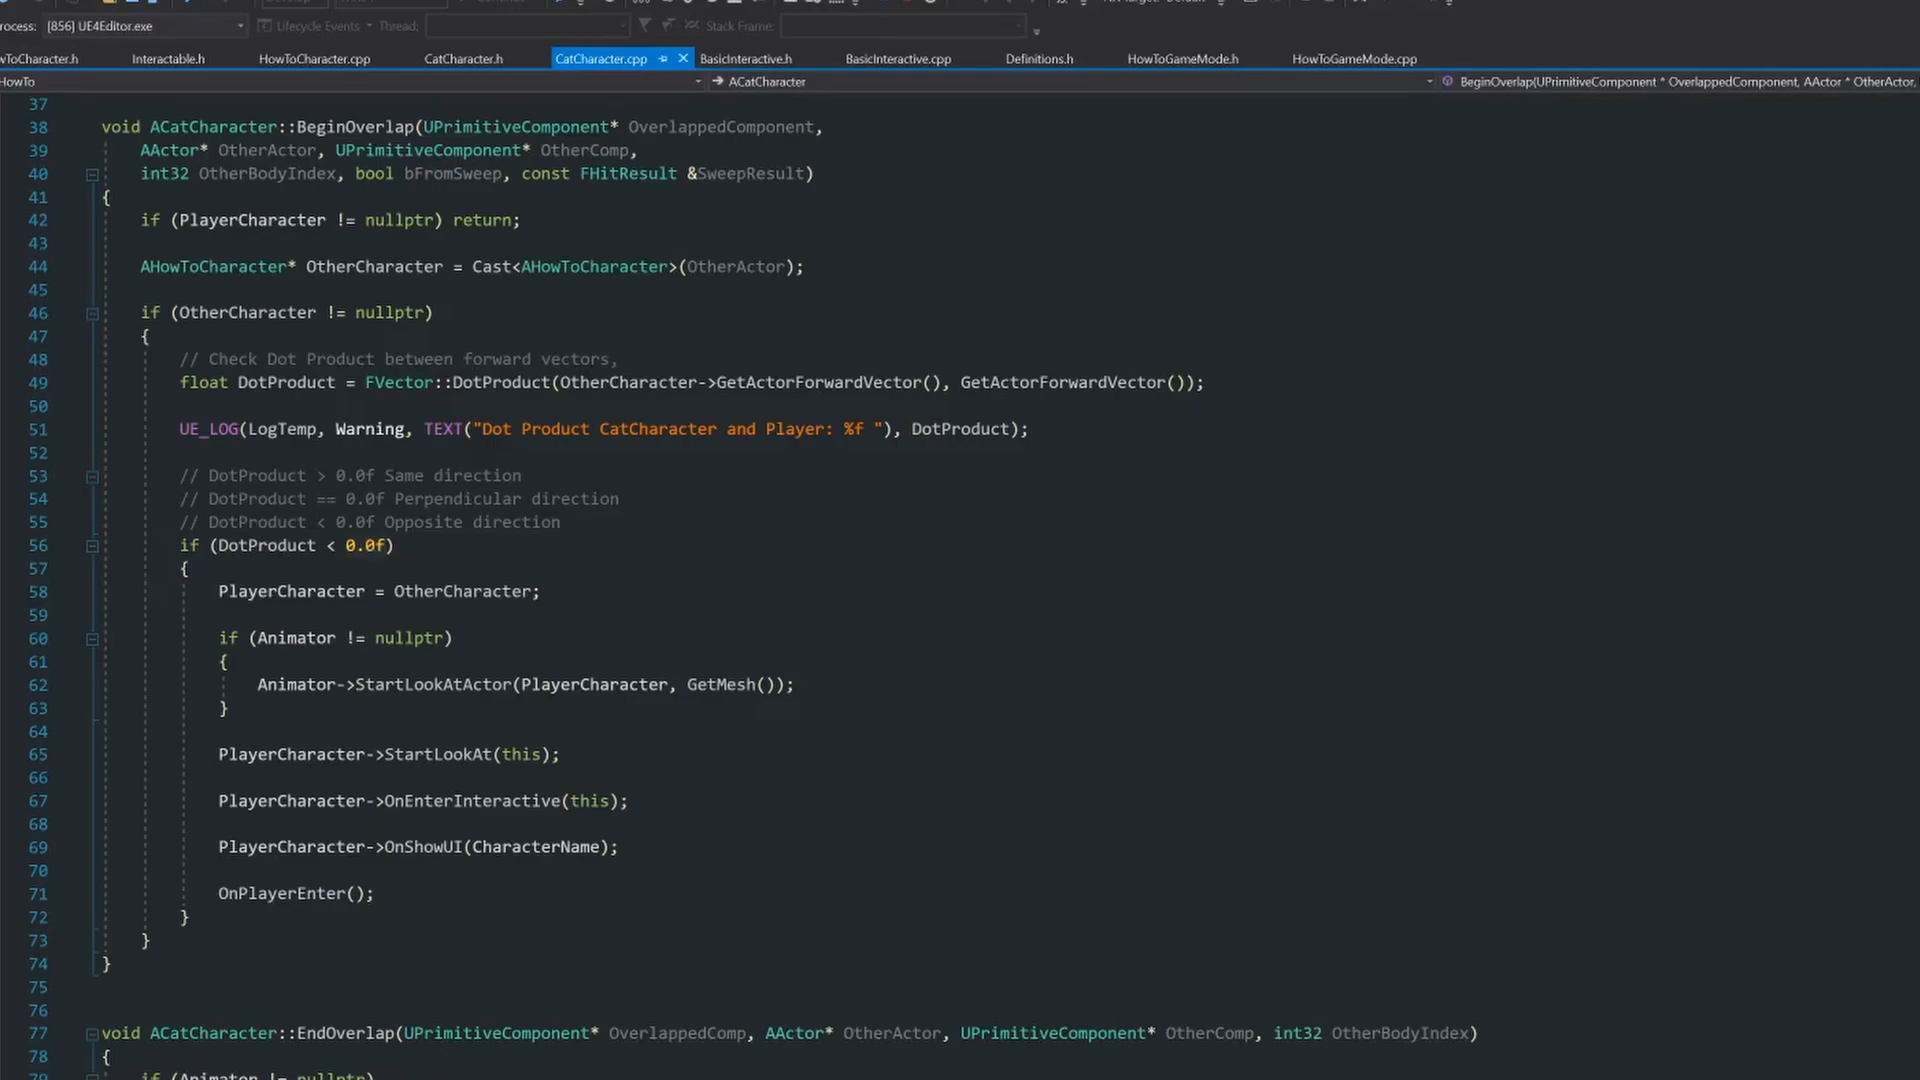 rocess: [856] UE4Editor.exe Lifecycle Events Thread: Stack Frame:
wToCharacter.h Interactable.h HowToCharacter.cpp CatCharacter.h CatCharacter.cpp BasicInteractive.h BasicInteractive.cpp Definitions.h HowToGameMode.h HowToGameMode.cpp
HowTo ACatCharacter BeginOverlap(UPrimitiveComponent * OverlappedComponent, AActor * OtherActor,
37
38 void ACatCharacter::BeginOverlap(UPrimitiveComponent* OverlappedComponent,
39 AActor* OtherActor, UPrimitiveComponent* OtherComp,
40 int32 OtherBodyIndex, bool bFromSweep, const FHitResult &SweepResult)
41 {
42 if (PlayerCharacter != nullptr) return;
43
44 AHowToCharacter* OtherCharacter = Cast<AHowToCharacter>(OtherActor);
45
46 if (OtherCharacter != nullptr)
47 {
48 // Check Dot Product between forward vectors,
49 float DotProduct = FVector::DotProduct(OtherCharacter->GetActorForwardVector(), GetActorForwardVector());
50
51 UE_LOG(LogTemp, Warning, TEXT("Dot Product CatCharacter and Player: %f "), DotProduct);
52
53 // DotProduct > 0.0f Same direction
54 // DotProduct == 0.0f Perpendicular direction
55 // DotProduct < 0.0f Opposite direction
56 if (DotProduct < 0.0f)
57 {
58 PlayerCharacter = OtherCharacter;
59
60 if (Animator != nullptr)
61 {
62 Animator->StartLookAtActor(PlayerCharacter, GetMesh());
63 }
64
65 PlayerCharacter->StartLookAt(this);
66
67 PlayerCharacter->OnEnterInteractive(this);
68
69 PlayerCharacter->OnShowUI(CharacterName);
70
71 OnPlayerEnter();
72 }
73 }
74 }
75
76
77 void ACatCharacter::EndOverlap(UPrimitiveComponent* OverlappedComp, AActor* OtherActor, UPrimitiveComponent* OtherComp, int32 OtherBodyIndex)
78 {
79 if (Animator != nullptr)